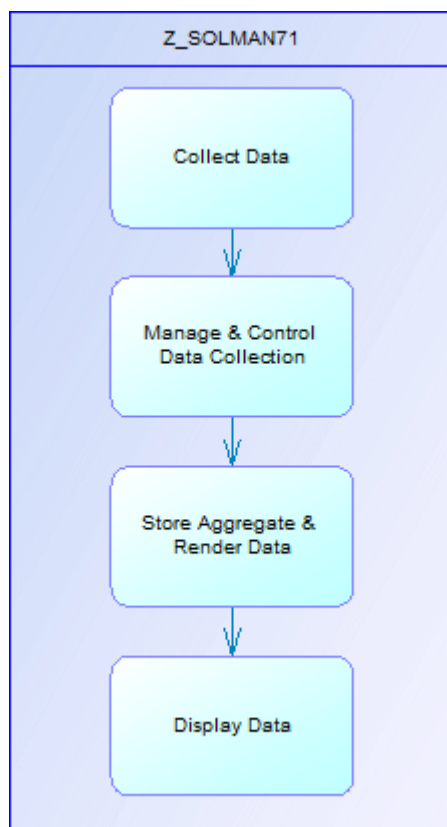 Z_SOLMAN71
Collect Data
Manage & Control
Data Collection
Store Aggregate &
Render Data
Display Data